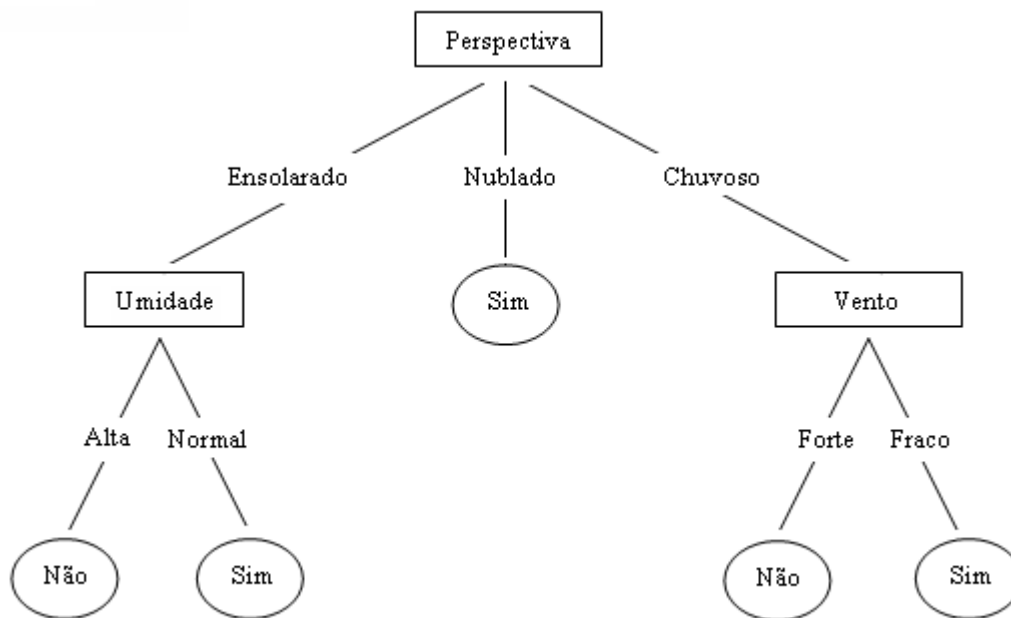 Perspectiva
Ensolarado
Nublado
Chuvoso
Umidade
Sim
Vento
Alta
Normal
Forte
Fraco
Não
Sim
Não
Sim